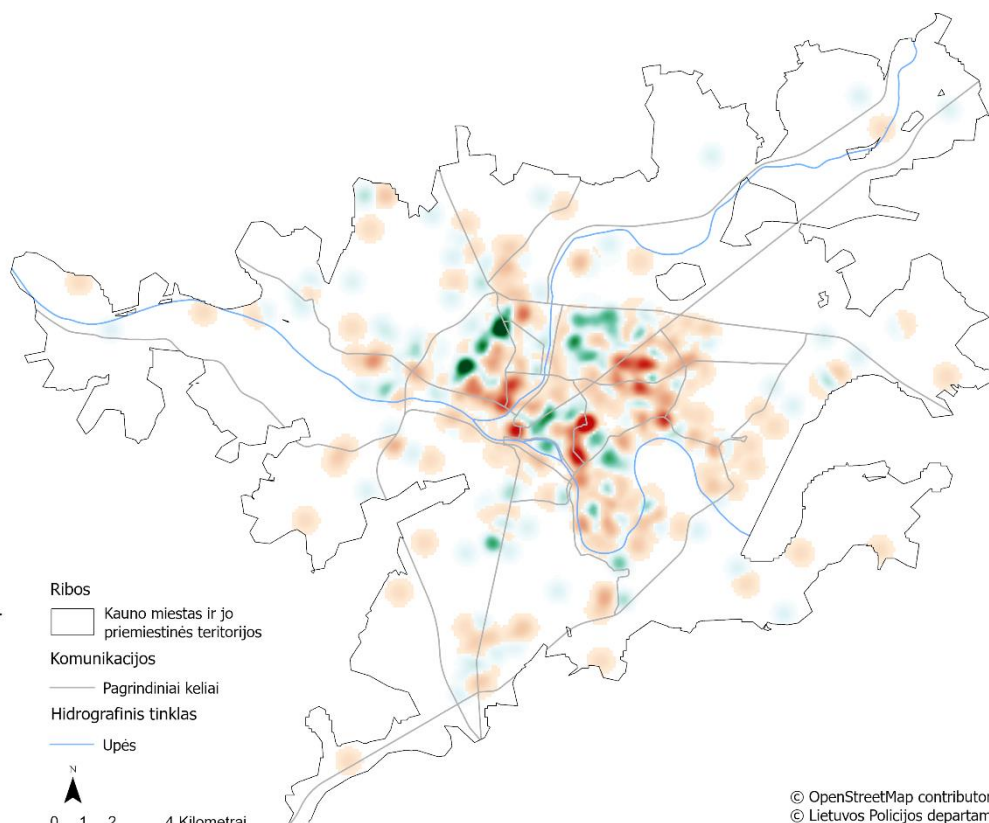 Ribos
Kauno miestas ir jo
priemiestinės teritorijos
Komunikacijos
Pagrindiniai keliai
Hidrografinis tinklas
Upės
N
0 1 2 4 Kilometrai
© OpenStreetMap contributor
© Lietuvos Policijos departam